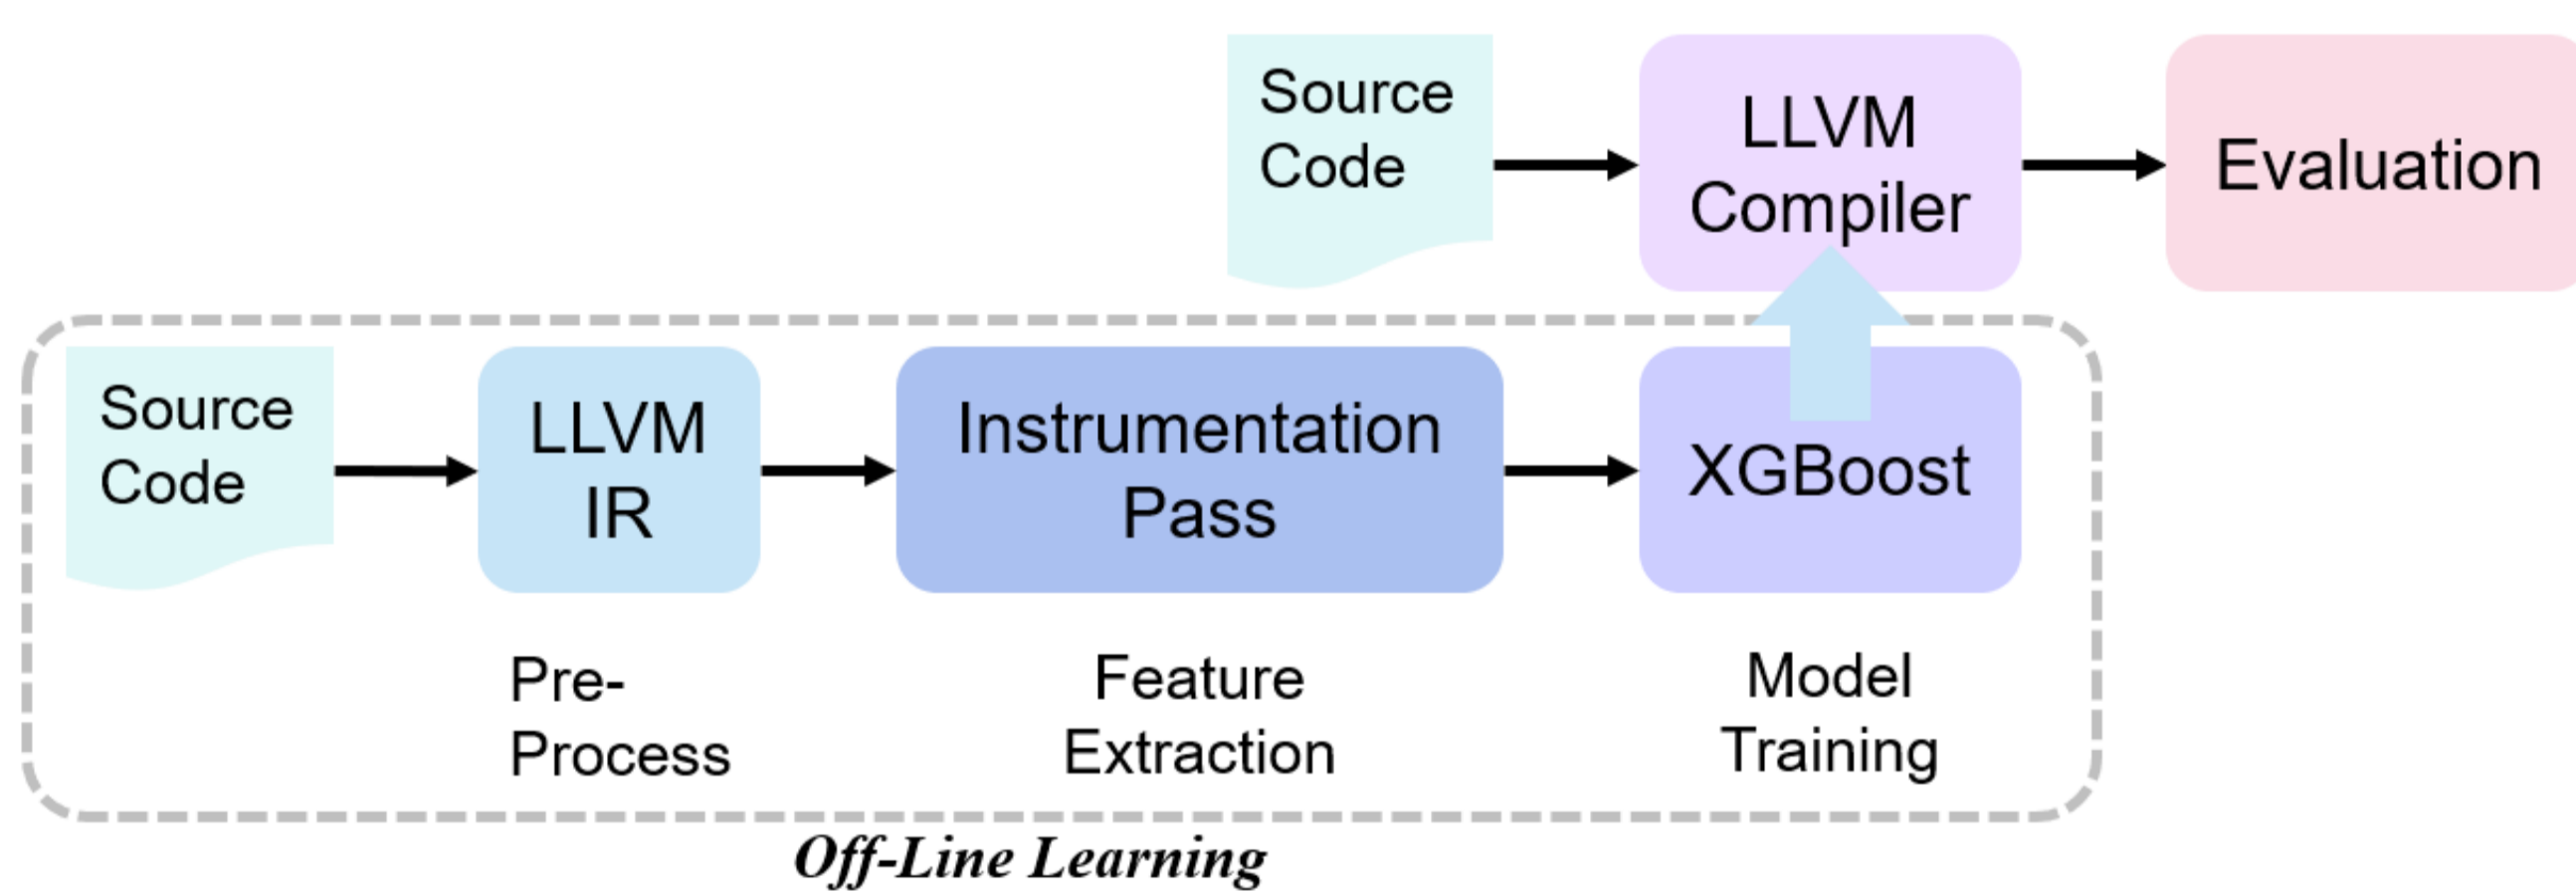 Source
Code
LLVM
Compiler
Evaluation
Source
Code
LLVM
IR
Instrumentation
Pass
XGBoost
Pre-
Process
Feature
Extraction
Model
Training
Off-Line Learning